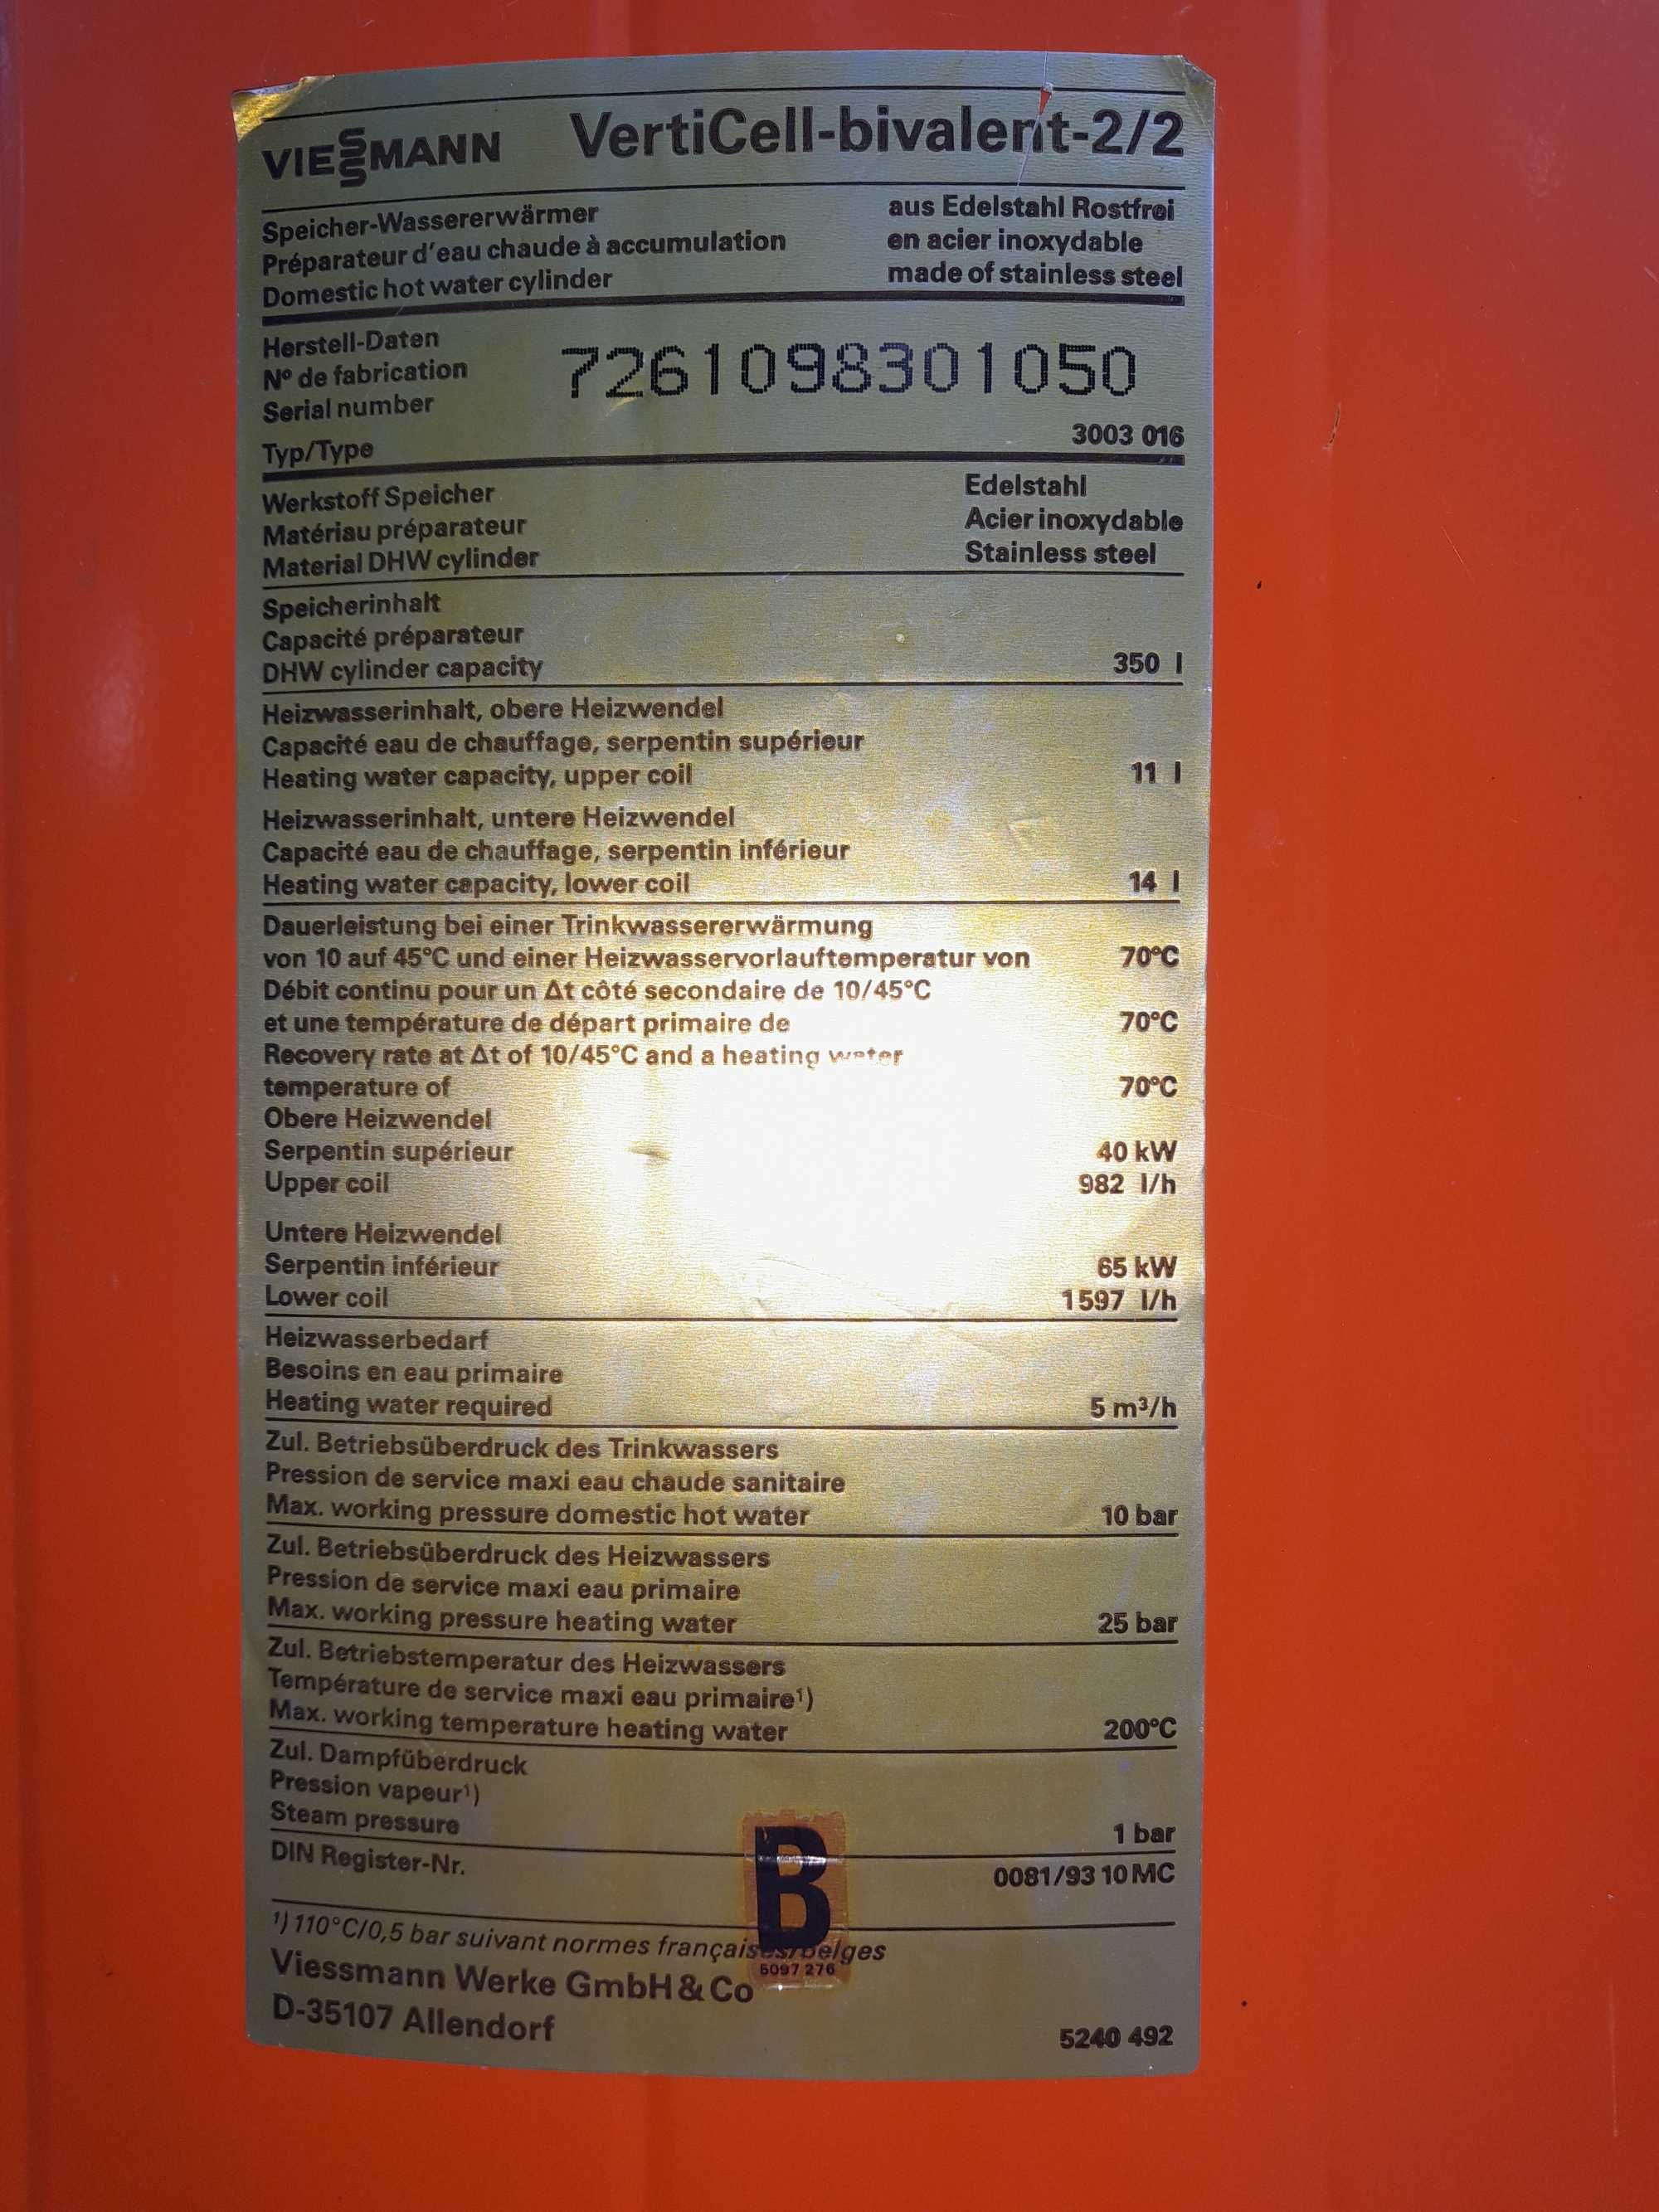 VIESSMANN VertiCell-bivalent-2/2
Speicher-Wassererwärmer aus Edelstahl Rostfrei
Préparateur d'eau chaude à accumulation en acier inoxydable
Domestic hot water cylinder made of stainless steel
Herstell-Daten
Nº de fabrication 7261098301050
Serial number
Typ/Type 3003 016
Werkstoff Speicher Edelstahl
Matériau préparateur Acier inoxydable
Material DHW cylinder Stainless steel
Speicherinhalt
Capacité préparateur
DHW cylinder capacity 350 l
Heizwasserinhalt, obere Heizwendel
Capacité eau de chauffage, serpentin supérieur
Heating water capacity, upper coil 11 l
Heizwasserinhalt, untere Heizwendel
Capacité eau de chauffage, serpentin inférieur
Heating water capacity, lower coil 14 l
Dauerleistung bei einer Trinkwassererwärmung
von 10 auf 45°C und einer Heizwasservorlauftemperatur von 70°C
Débit continu pour un Δt côté secondaire de 10/45°C
et une température de départ primaire de 70°C
Recovery rate at Δt of 10/45°C and a heating water
temperature of 70°C
Obere Heizwendel
Serpentin supérieur 40 kW
Upper coil 982 l/h
Untere Heizwendel
Serpentin inférieur 65 kW
Lower coil 1597 l/h
Heizwasserbedarf
Besoins en eau primaire
Heating water required 5 m³/h
Zul. Betriebsüberdruck des Trinkwassers
Pression de service maxi eau chaude sanitaire
Max. working pressure domestic hot water 10 bar
Zul. Betriebsüberdruck des Heizwassers
Pression de service maxi eau primaire
Max. working pressure heating water 25 bar
Zul. Betriebstemperatur des Heizwassers
Température de service maxi eau primaire¹)
Max. working temperature heating water 200°C
Zul. Dampfüberdruck
Pression vapeur¹)
Steam pressure 1 bar
DIN Register-Nr. 0081/93 10 MC
B
¹) 110°C/0,5 bar suivant normes françaises/belges
5097 276
Viessmann Werke GmbH & Co
D-35107 Allendorf
5240 492